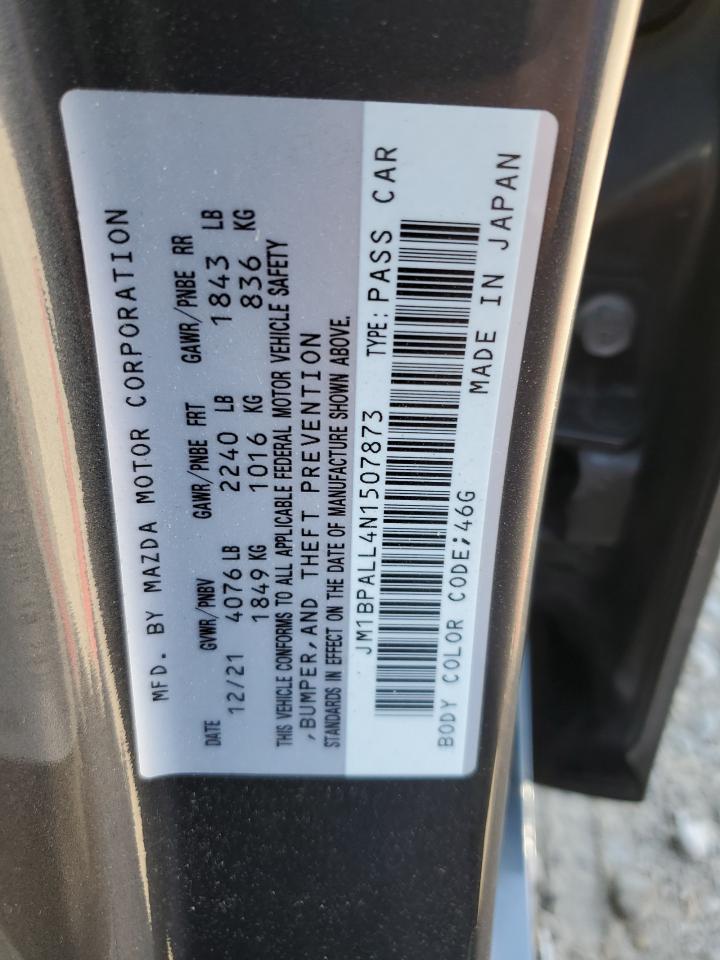 MFD. BY MAZDA MOTOR CORPORATION
DATE GVWR/PNBV GAWR/PNBE FRT GAWR/PNBE RR
12/21 4076 LB 2240 LB 1843 LB
1849 KG 1016 KG 836 KG
THIS VEHICLE CONFORMS TO ALL APPLICABLE FEDERAL MOTOR VEHICLE SAFETY
,BUMPER,AND THEFT PREVENTION
STANDARDS IN EFFECT ON THE DATE OF MANUFACTURE SHOWN ABOVE.
JM1BPALL4N1507873 TYPE: PASS CAR
BODY COLOR CODE;46G MADE IN JAPAN